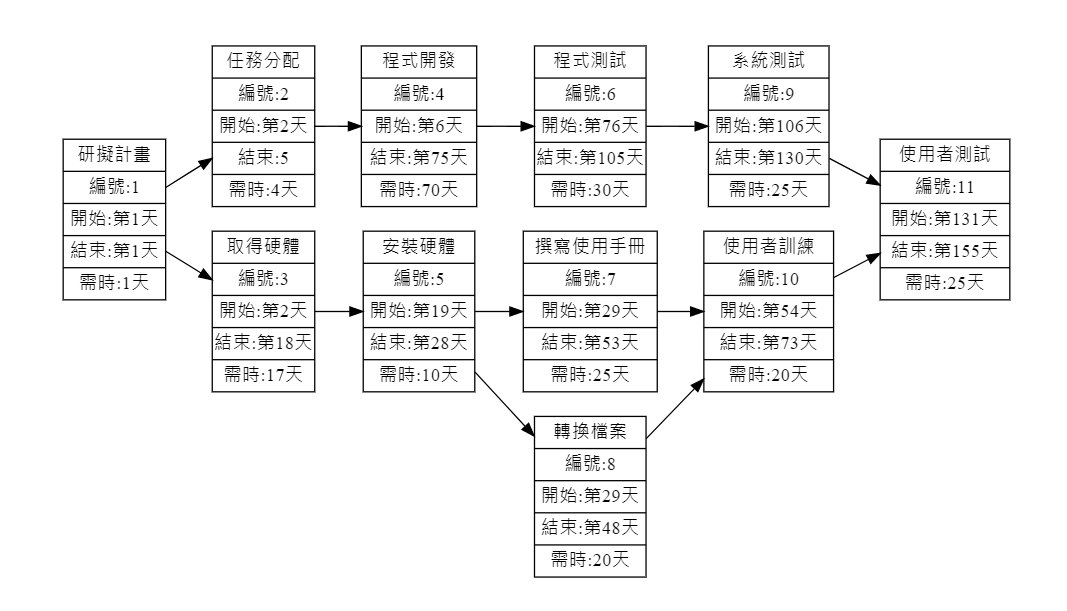 研擬計畫
編號:1
開始:第1天
結束:第1天
需時:1天
任務分配
編號:2
開始:第2天
結束:5
需時:4天
程式開發
編號:4
開始:第6天
結束:第75天
需時:70天
程式測試
編號:6
開始:第76天
結束:第105天
需時:30天
系統測試
編號:9
開始:第106天
結束:第130天
需時:25天
取得硬體
編號:3
開始:第2天
結束:第18天
需時:17天
安裝硬體
編號:5
開始:第19天
結束:第28天
需時:10天
撰寫使用手冊
編號:7
開始:第29天
結束:第53天
需時:25天
轉換檔案
編號:8
開始:第29天
結束:第48天
需時:20天
使用者訓練
編號:10
開始:第54天
結束:第73天
需時:20天
使用者測試
編號:11
開始:第131天
結束:第155天
需時:25天